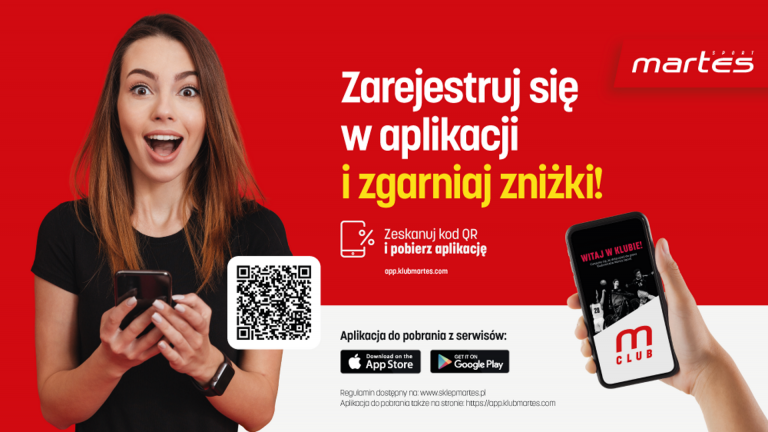 SPORT
martes
Zarejestruj się
w aplikacji
i zgarniaj zniżki!
Zeskanuj kod QR
i pobierz aplikację
app.klubmartes.com
WITAJ W KLUBIE!
m
CLUB
Aplikacja do pobrania z serwisów:
Download on the
App Store
GET IT ON
Google Play
Regulamin dostępny na: www.sklepmartes.pl
Aplikacja do pobrania także na stronie: https://app.klubmartes.com